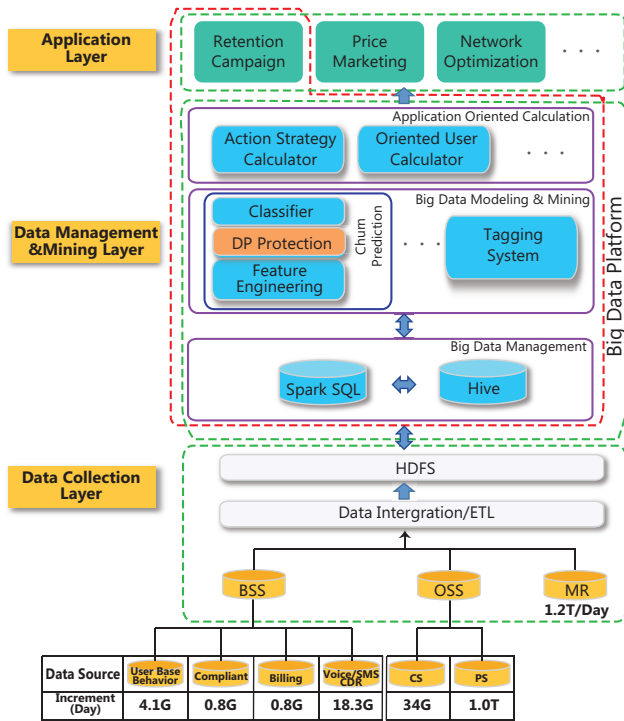 Application
Layer
Retention
Campaign
Price
Marketing
Network
Optimization
. . .
Application Oriented Calculation
Action Strategy
Calculator
Oriented User
Calculator
. . .
Data Management
&Mining Layer
Big Data Modeling & Mining
Classifier
DP Protection
Feature
Engineering
Churn
Prediction
. . .
Tagging
System
Big Data Platform
Big Data Management
Spark SQL
Hive
Data Collection
Layer
HDFS
Data Intergration/ETL
BSS
OSS
MR
1.2T/Day
Data Source
User Base
Behavior
Compliant
Billing
Voice/SMS
CDR
CS
PS
Increment
(Day)
4.1G
0.8G
0.8G
18.3G
34G
1.0T